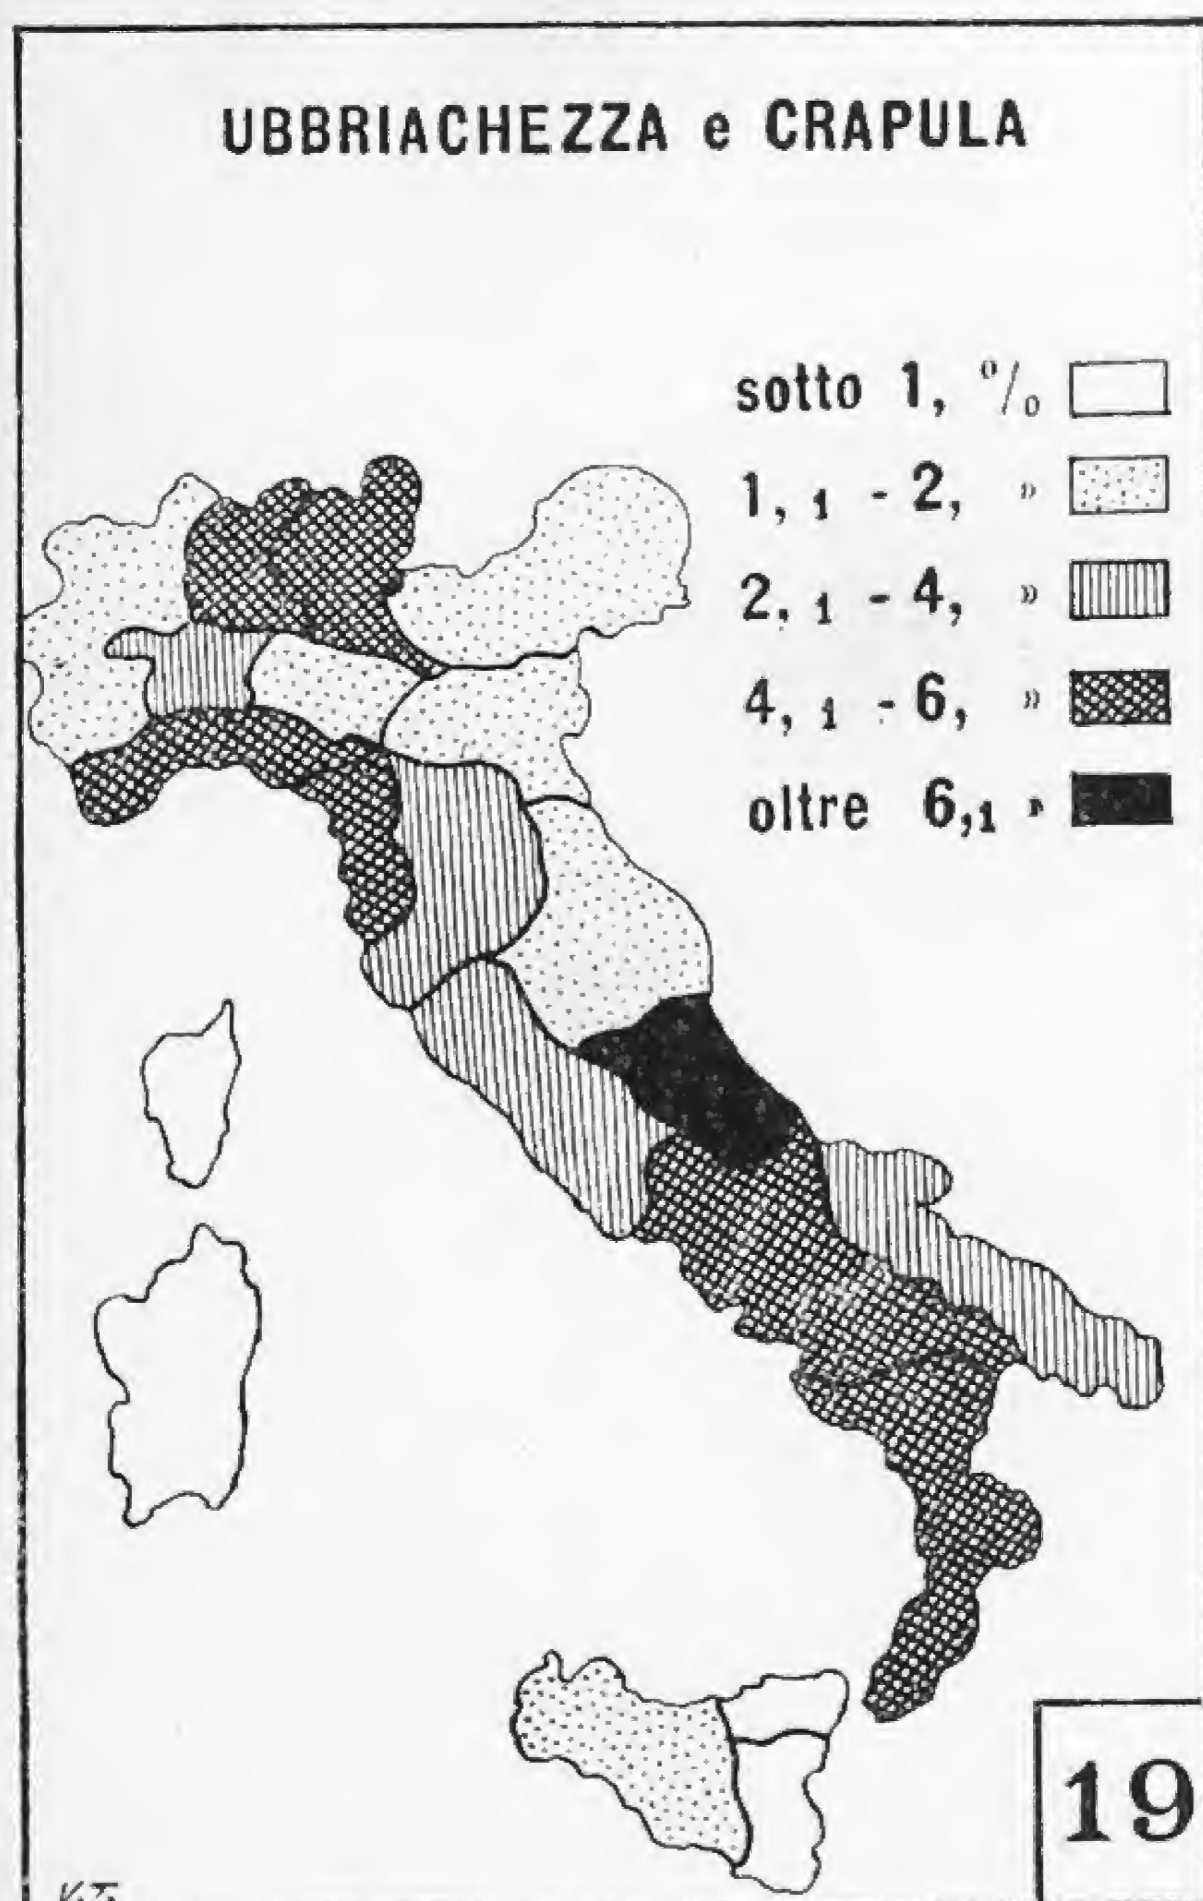 UBBRIACHEZZA e CRAPULA
sotto 1, %
1, 1 - 2, »
2, 1 - 4, »
4, 1 - 6, »
oltre 6,1 »
19
V.T.